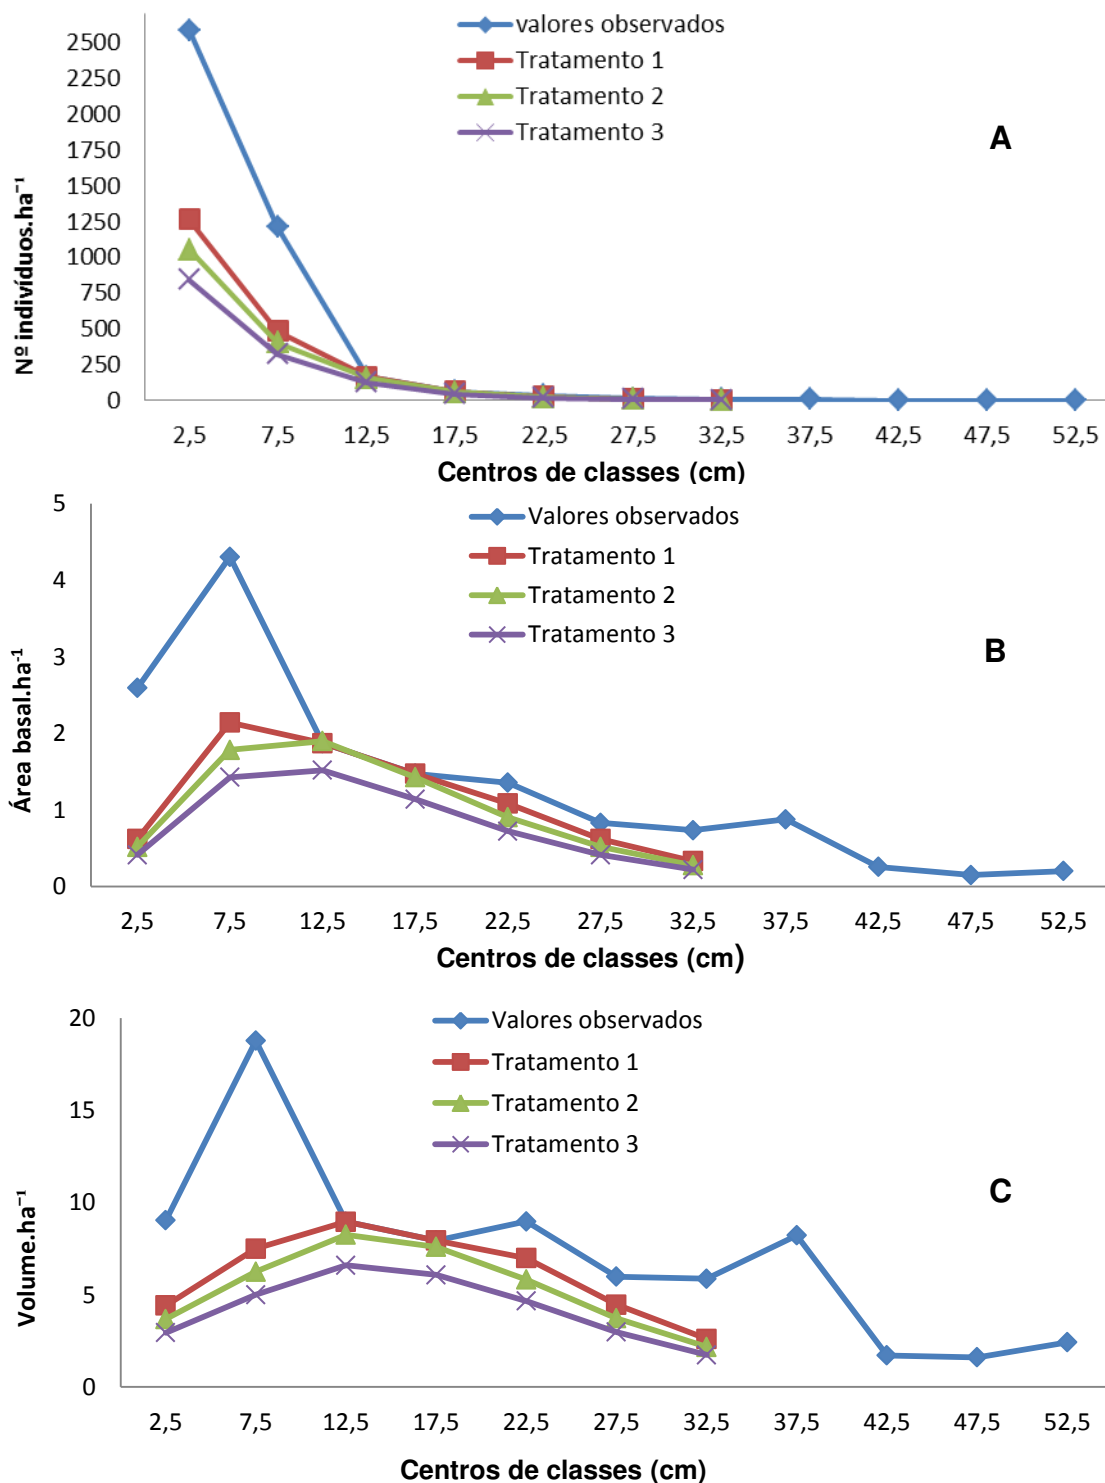 valores observados
Tratamento 1
Tratamento 2
Tratamento 3
A
Nº indivíduos.ha⁻¹
2500
2250
2000
1750
1500
1250
1000
750
500
250
0
2,5 7,5 12,5 17,5 22,5 27,5 32,5 37,5 42,5 47,5 52,5
Centros de classes (cm)
Valores observados
Tratamento 1
Tratamento 2
Tratamento 3
B
Área basal.ha⁻¹
5
4
3
2
1
0
2,5 7,5 12,5 17,5 22,5 27,5 32,5 37,5 42,5 47,5 52,5
Centros de classes (cm)
Valores observados
Tratamento 1
Tratamento 2
Tratamento 3
C
Volume.ha⁻¹
20
15
10
5
0
2,5 7,5 12,5 17,5 22,5 27,5 32,5 37,5 42,5 47,5 52,5
Centros de classes (cm)